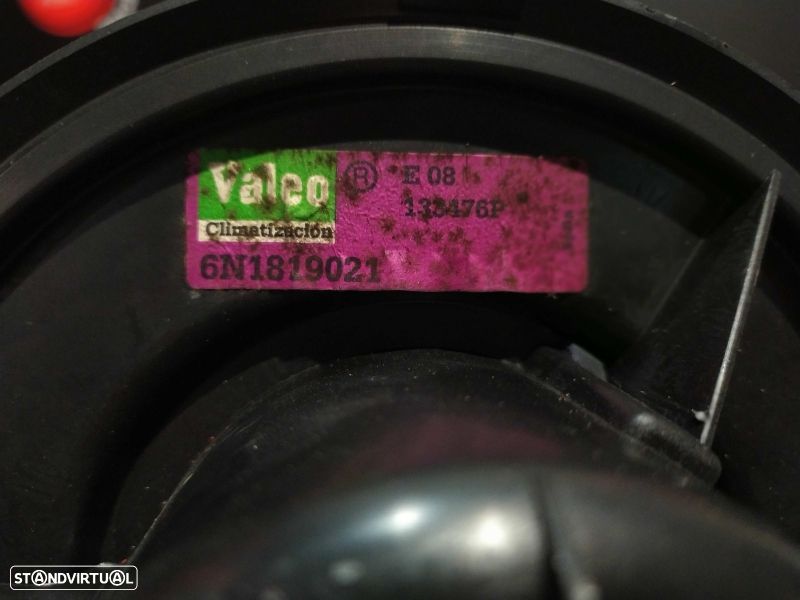 Valeo ® E 08
Climatización 133476P
6N1819021
STANDVIRTUAL